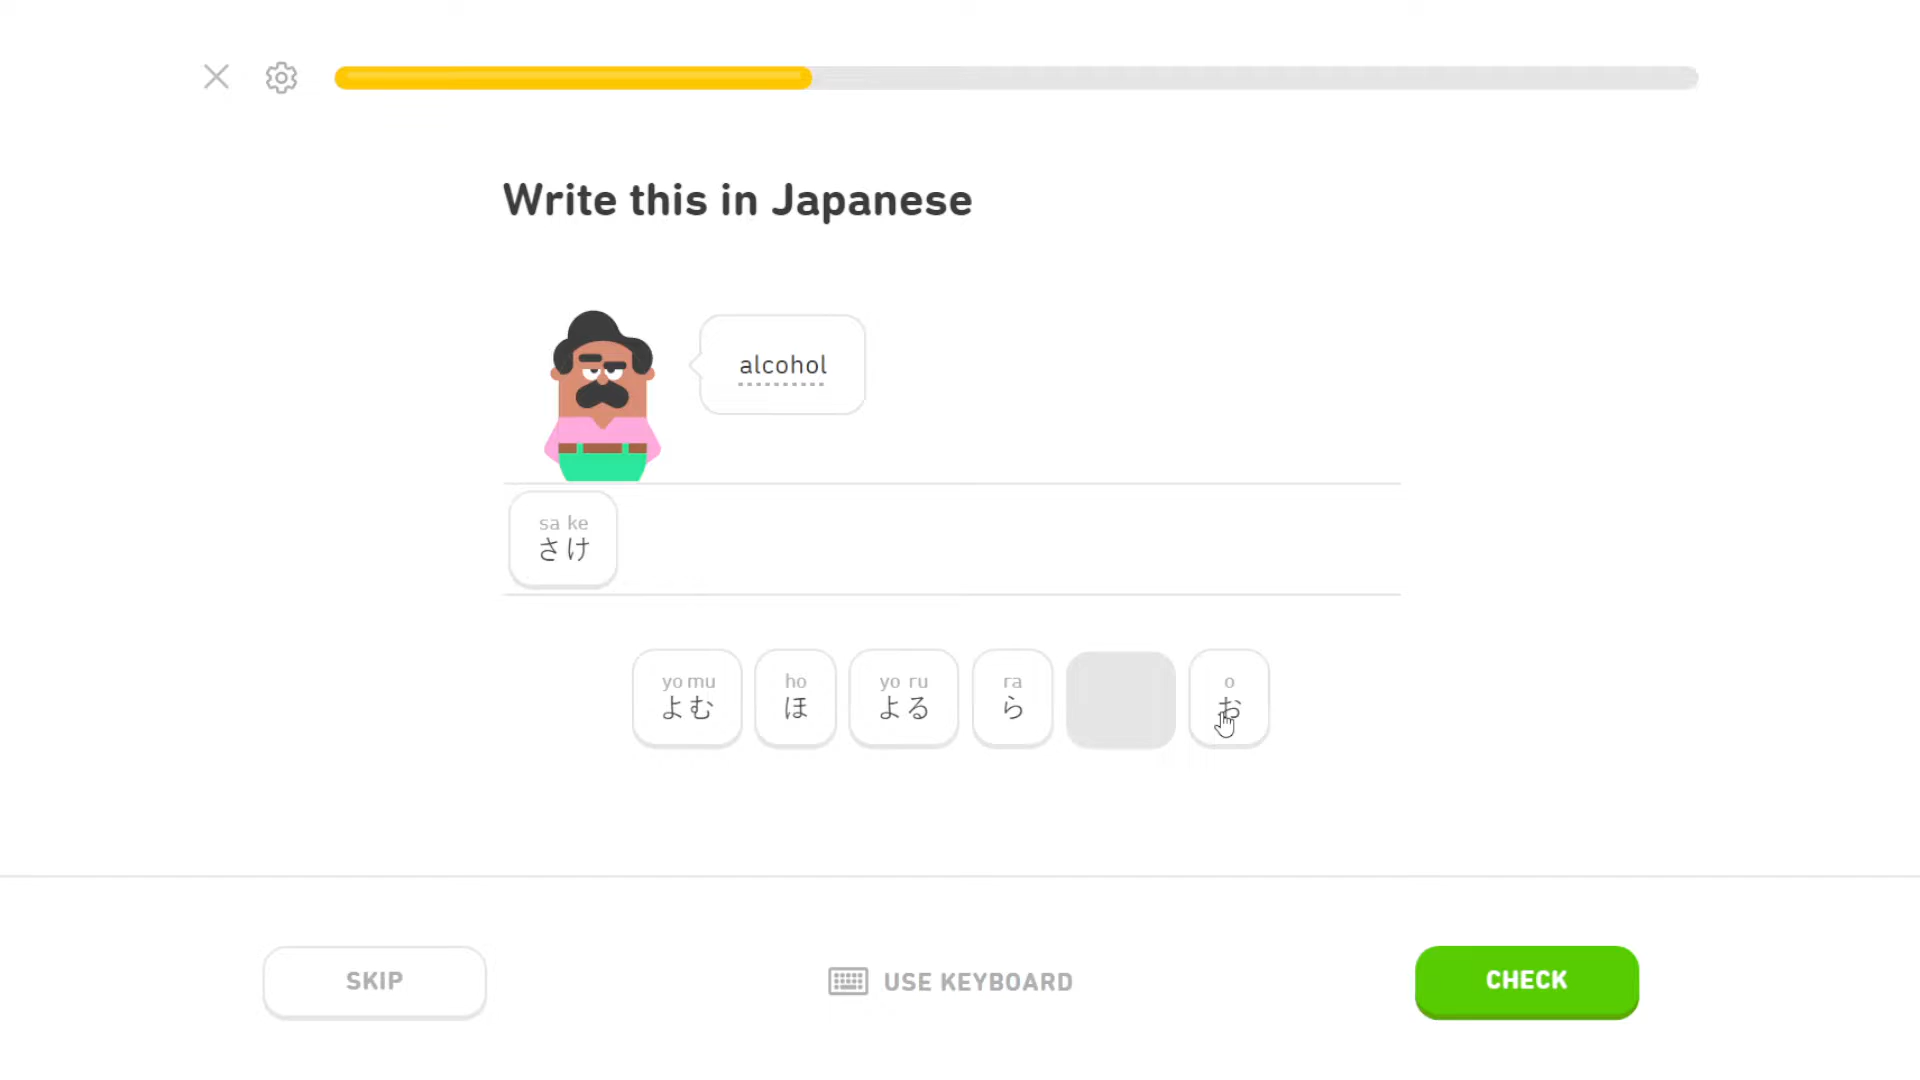 Write this in Japanese
alcohol
sa ke
さけ
yo mu ho yo ru ra o
よむ ほ よる ら お
SKIP USE KEYBOARD CHECK